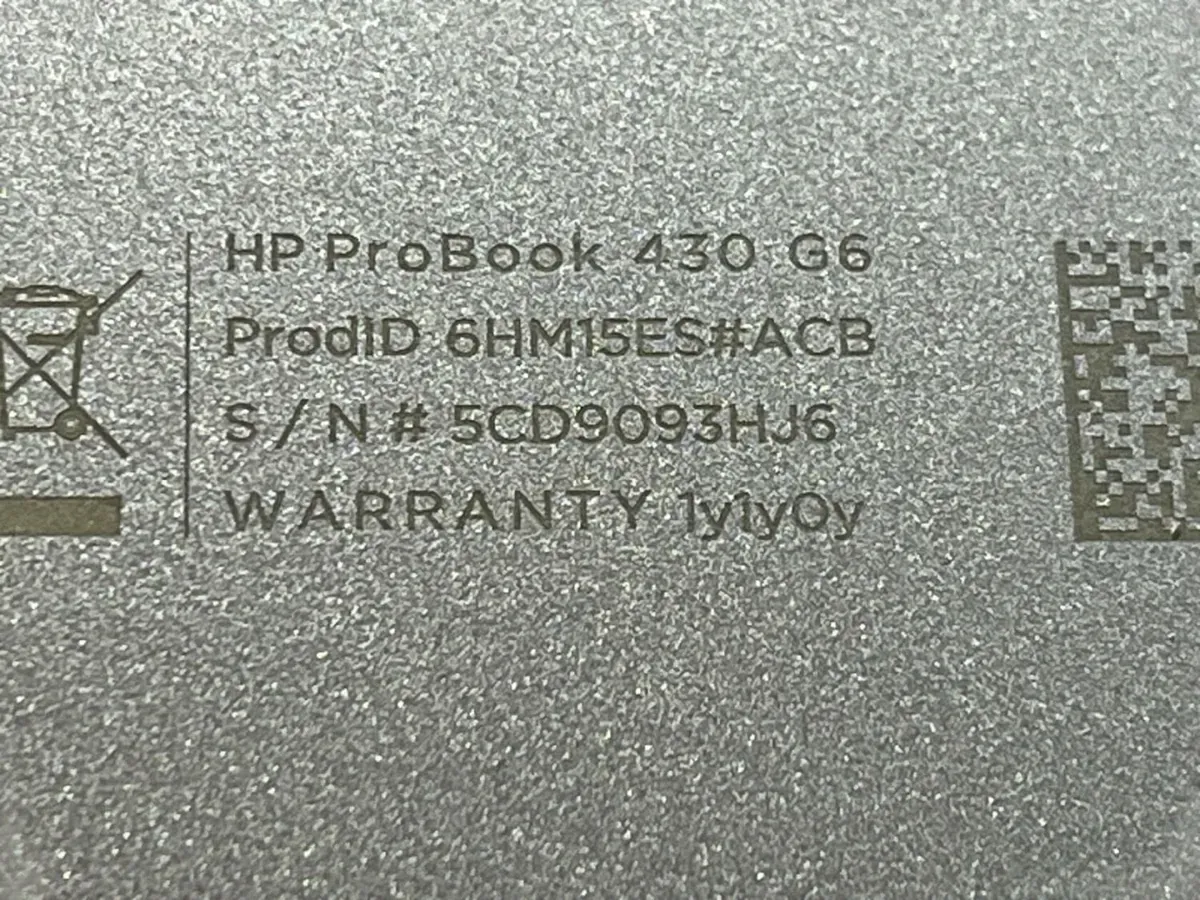 HP ProBook 430 G6
ProdID 6HM15ES#ACB
S/N# 5CD9093HJ6
WARRANTY 1y1y0y